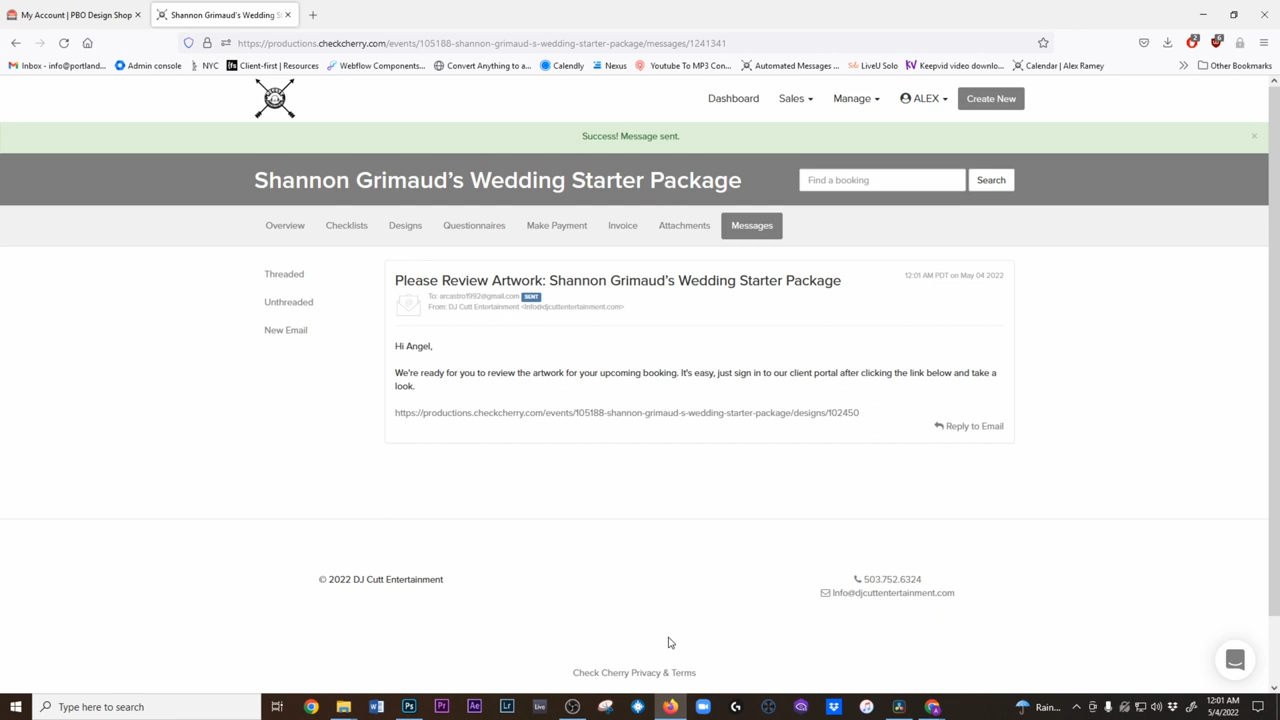 My Account | PBO Design Shop
Shannon Grimaud's Wedding S
https://productions.checkcherry.com/events/105188-shannon-grimaud-s-wedding-starter-package/messages/1241341
Inbox - info@portland...
Admin console
NYC
Client-first | Resources
Webflow Components...
Convert Anything to a...
Calendly
Nexus
Youtube To MP3 Con...
Automated Messages ...
LiveU Solo
Keepvid video downlo...
Calendar | Alex Ramey
Other Bookmarks
Dashboard
Sales
Manage
ALEX
Create New
Success! Message sent.
Shannon Grimaud's Wedding Starter Package
Find a booking
Search
Overview
Checklists
Designs
Questionnaires
Make Payment
Invoice
Attachments
Messages
Threaded
Unthreaded
New Email
Please Review Artwork: Shannon Grimaud's Wedding Starter Package
12:01 AM PDT on May 04 2022
To: arcastro1992@gmail.com SENT
From: DJ Cutt Entertainment <Info@djcuttentertainment.com>
Hi Angel,
We're ready for you to review the artwork for your upcoming booking. It's easy, just sign in to our client portal after clicking the link below and take a
look.
https://productions.checkcherry.com/events/105188-shannon-grimaud-s-wedding-starter-package/designs/102450
Reply to Email
© 2022 DJ Cutt Entertainment
503.752.6324
Info@djcuttentertainment.com
Check Cherry Privacy & Terms
Type here to search
Rain...
12:01 AM
5/4/2022